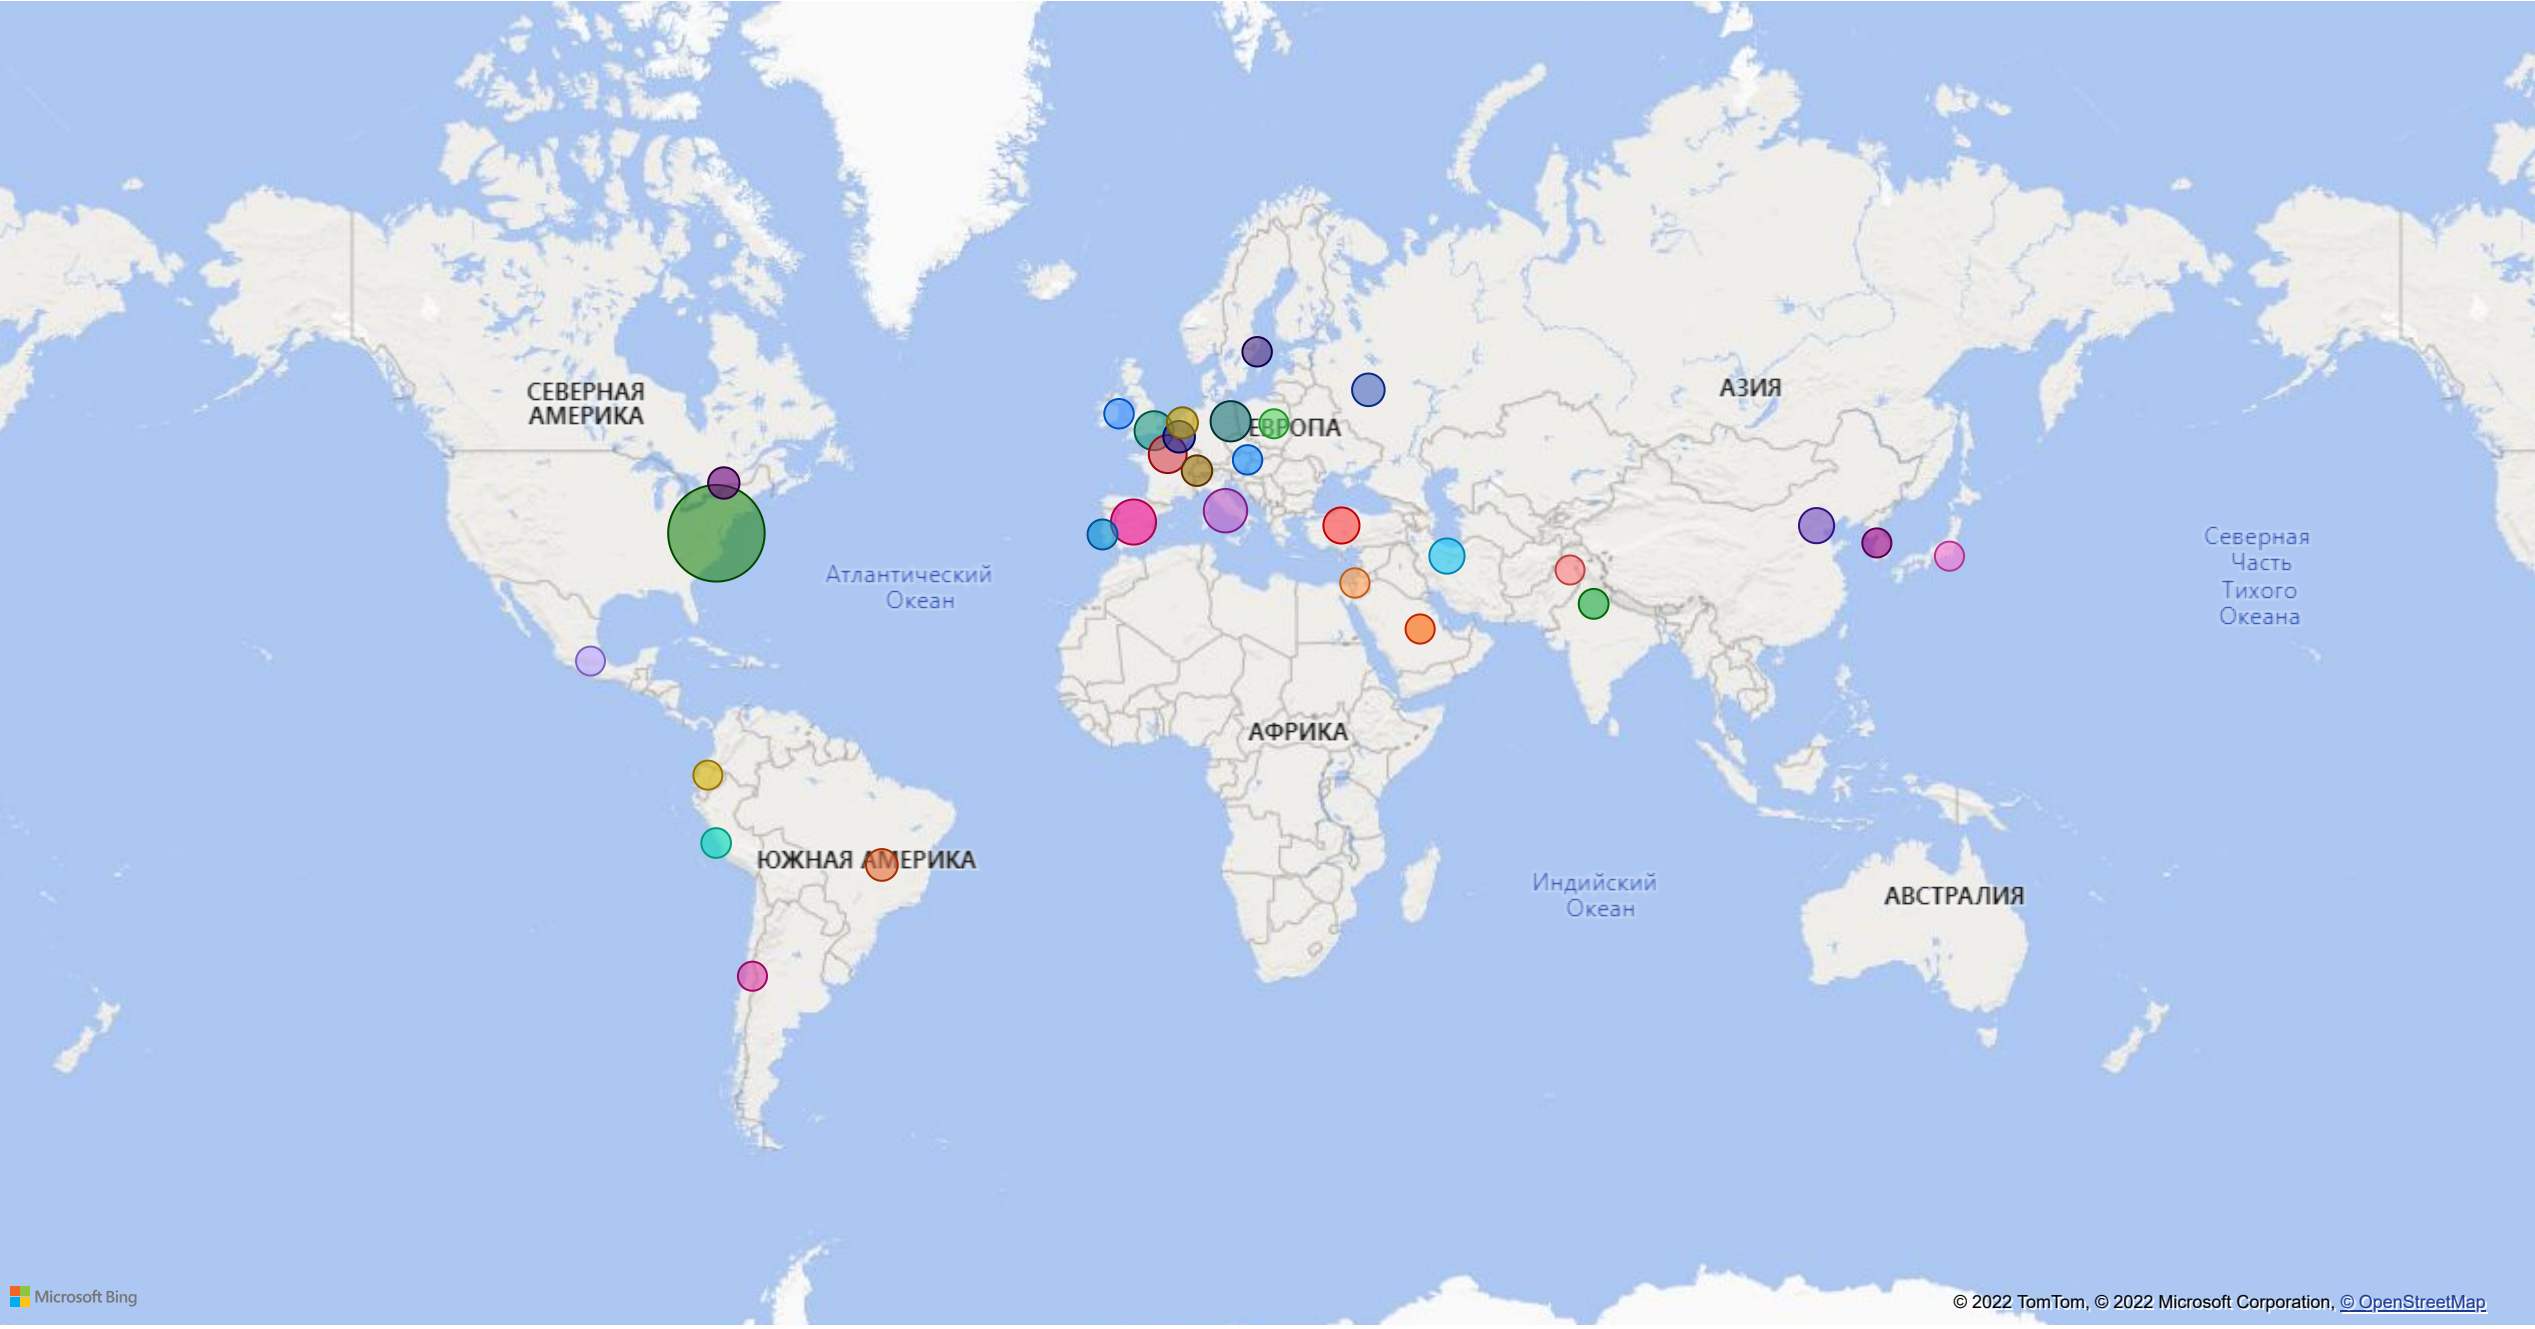 СЕВЕРНАЯ
АМЕРИКА
АЗИЯ
ЕВРОПА
Северная
Часть
Тихого
Океана
Атлантический
Океан
АФРИКА
ЮЖНАЯ АМЕРИКА
Индийский
Океан
АВСТРАЛИЯ
Microsoft Bing
© 2022 TomTom, © 2022 Microsoft Corporation, © OpenStreetMap